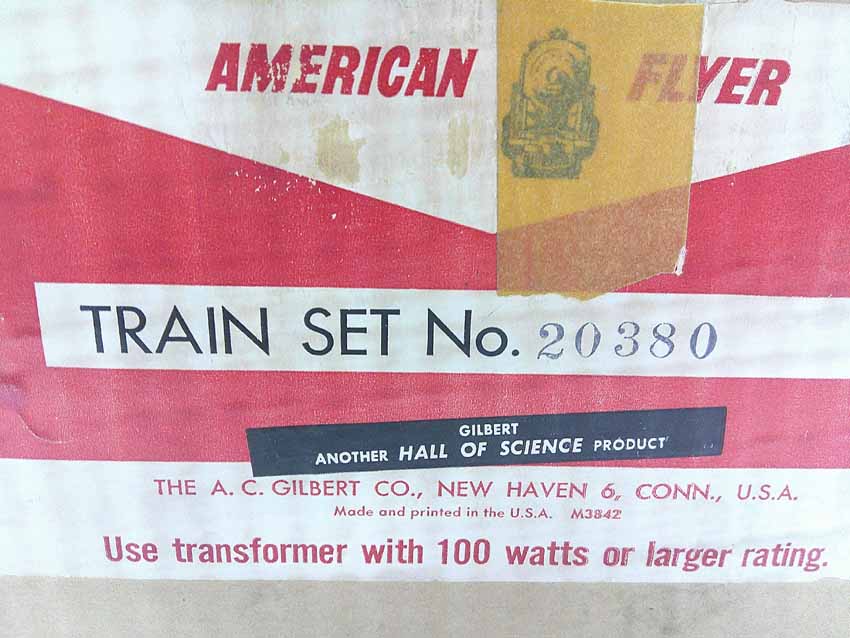 AMERICAN FLYER
TRAIN SET No. 20380
GILBERT
ANOTHER HALL OF SCIENCE PRODUCT
THE A. C. GILBERT CO., NEW HAVEN 6, CONN., U.S.A.
Made and printed in the U.S.A. M3842
Use transformer with 100 watts or larger rating.